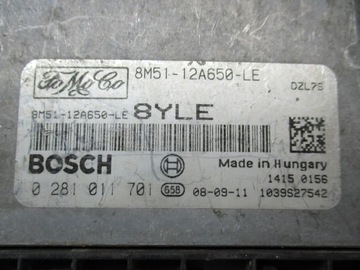 FoMoCo 8M51-12A650-LE
DZL7S
8M51-12A650-LE 8YLE
BOSCH Made in Hungary
1415 0156
0 281 011 701 658 08-09-11 1039S27542